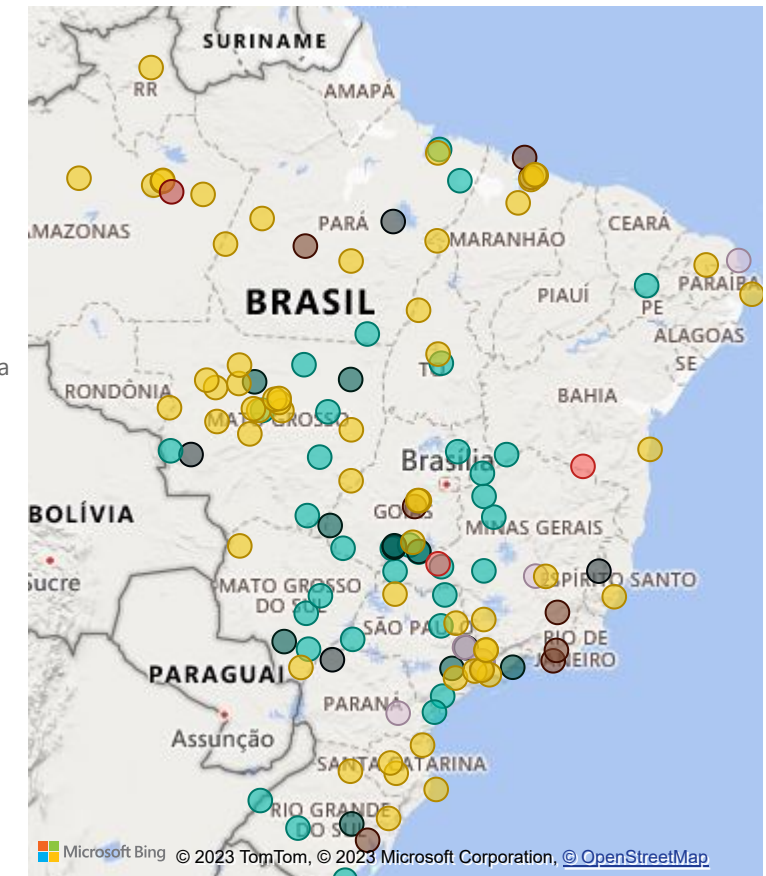 SURINAME
RR
AMAPÁ
AMAZONAS
PARÁ
MARANHÃO
CEARÁ
BRASIL
PIAUÍ
PARAÍBA
PE
ALAGOAS
SE
a
TO
RONDÔNIA
MATO GROSSO
BAHIA
Brasília
BOLÍVIA
GOIÁS
MINAS GERAIS
Sucre
MATO GROSSO
DO SUL
ESPÍRITO SANTO
SÃO PAULO
RIO DE
JANEIRO
PARAGUAI
PARANÁ
Assunção
SANTA CATARINA
RIO GRANDE
DO SUL
Microsoft Bing © 2023 TomTom, © 2023 Microsoft Corporation, © OpenStreetMap